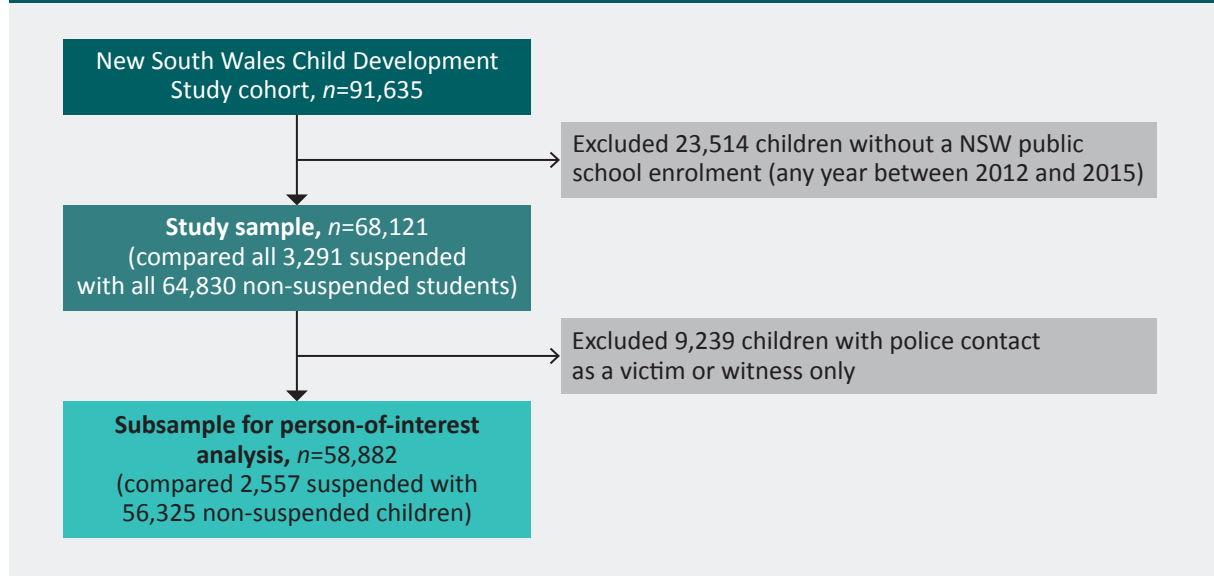 New South Wales Child Development
Study cohort, n=91,635
Excluded 23,514 children without a NSW public
school enrolment (any year between 2012 and 2015)
Study sample, n=68,121
(compared all 3,291 suspended
with all 64,830 non-suspended students)
Excluded 9,239 children with police contact
as a victim or witness only
Subsample for person-of-interest
analysis, n=58,882
(compared 2,557 suspended with
56,325 non-suspended children)